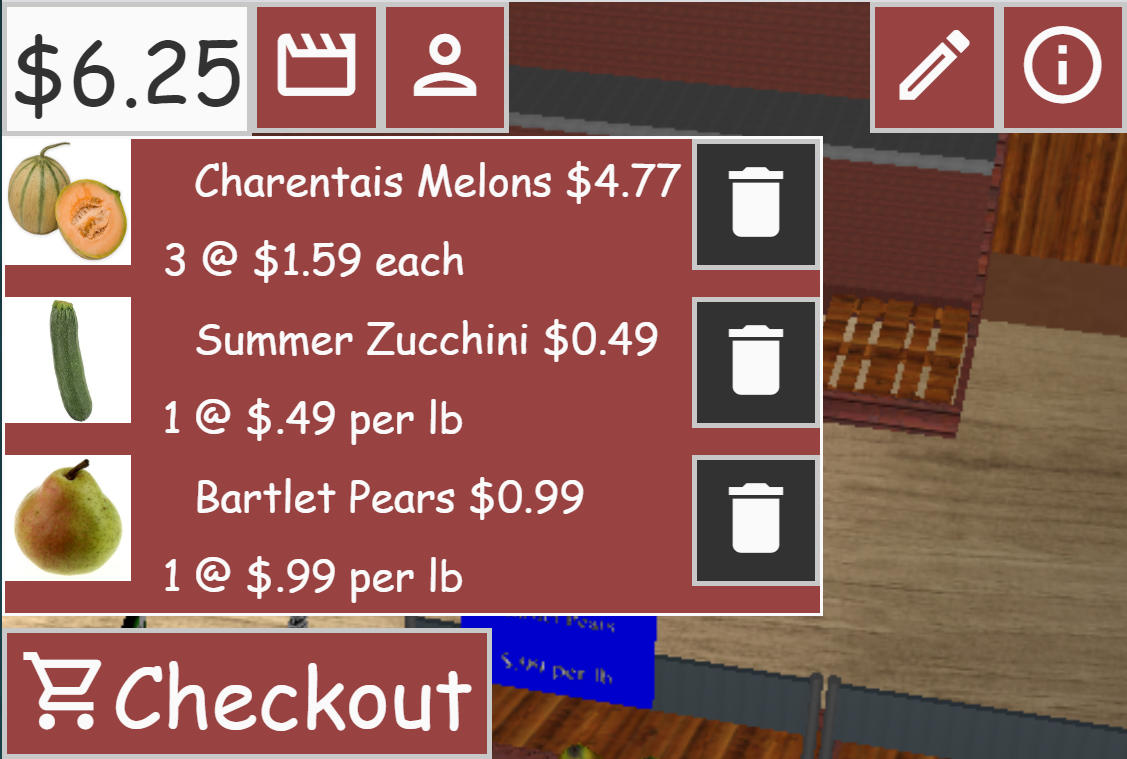 $6.25
Charentais Melons $4.77
3 @ $1.59 each
Summer Zucchini $0.49
1 @ $.49 per lb
Bartlet Pears $0.99
1 @ $.99 per lb
Pears
$.99 per lb
Checkout